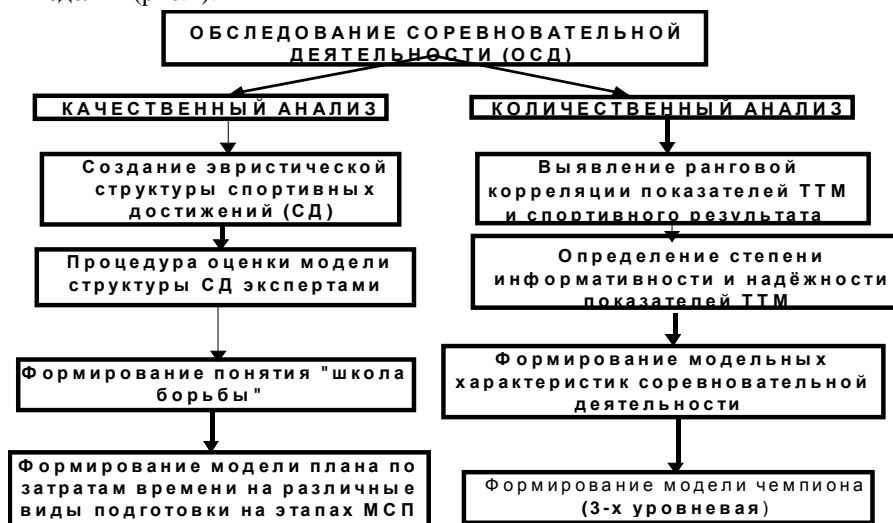 ОБСЛЕДОВАНИЕ СОРЕВНОВАТЕЛЬНОЙ
ДЕЯТЕЛЬНОСТИ (ОСД)
КАЧЕСТВЕННЫЙ АНАЛИЗ
Создание эвристической
структуры спортивных
достижений (СД)
Процедура оценки модели
структуры СД экспертами
Формирование понятия "школа
борьбы"
Формирование модели плана по
затратам времени на различные
виды подготовки на этапах МСП
КОЛИЧЕСТВЕННЫЙ АНАЛИЗ
Выявление ранговой
корреляции показателей ТТМ
и спортивного результата
Определение степени
информативности и надёжности
показателей ТТМ
Формирование модельных
характеристик соревновательной
деятельности
Формирование модели чемпиона
(3-х уровневая)